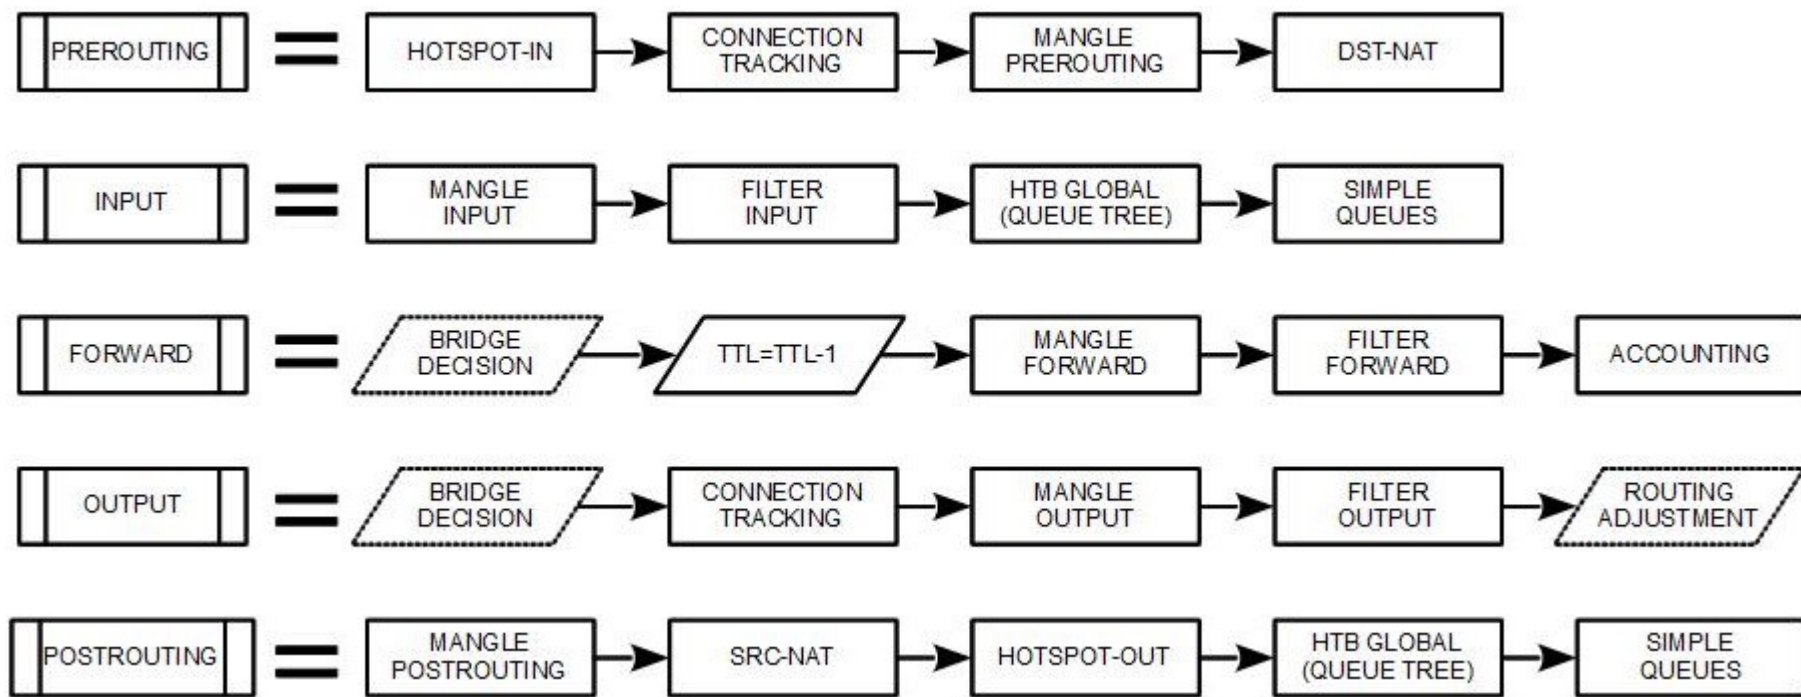 PREROUTING
HOTSPOT-IN
CONNECTION
TRACKING
MANGLE
PREROUTING
DST-NAT
INPUT
MANGLE
INPUT
FILTER
INPUT
HTB GLOBAL
(QUEUE TREE)
SIMPLE
QUEUES
FORWARD
BRIDGE
DECISION
TTL=TTL-1
MANGLE
FORWARD
FILTER
FORWARD
ACCOUNTING
OUTPUT
BRIDGE
DECISION
CONNECTION
TRACKING
MANGLE
OUTPUT
FILTER
OUTPUT
ROUTING
ADJUSTMENT
POSTROUTING
MANGLE
POSTROUTING
SRC-NAT
HOTSPOT-OUT
HTB GLOBAL
(QUEUE TREE)
SIMPLE
QUEUES